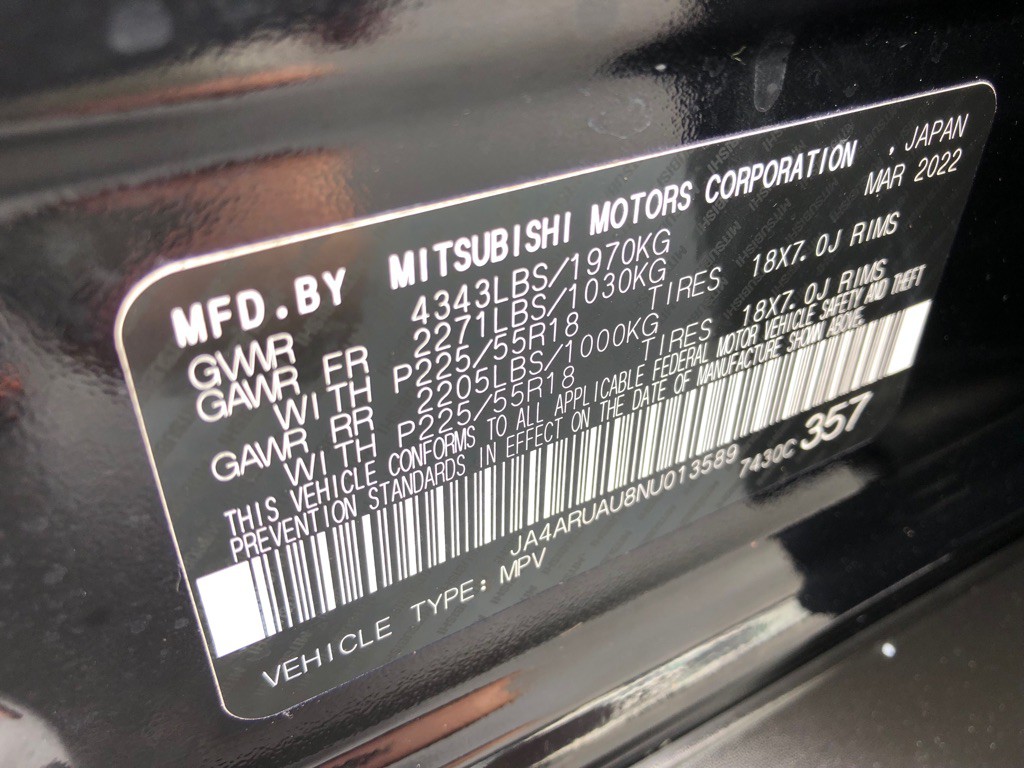 MFD.BY MITSUBISHI MOTORS CORPORATION , JAPAN
MAR 2022
GVWR 4343LBS/1970KG
GAWR FR 2271LBS/1030KG
WITH P225/55R18 TIRES 18X7.0J RIMS
GAWR RR 2205LBS/1000KG
WITH P225/55R18 TIRES 18X7.0J RIMS
THIS VEHICLE CONFORMS TO ALL APPLICABLE FEDERAL MOTOR VEHICLE SAFETY AND THEFT
PREVENTION STANDARDS IN EFFECT ON THE DATE OF MANUFACTURE SHOWN ABOVE.
JA4ARUAU8NU013589 7430C 357
VEHICLE TYPE: MPV